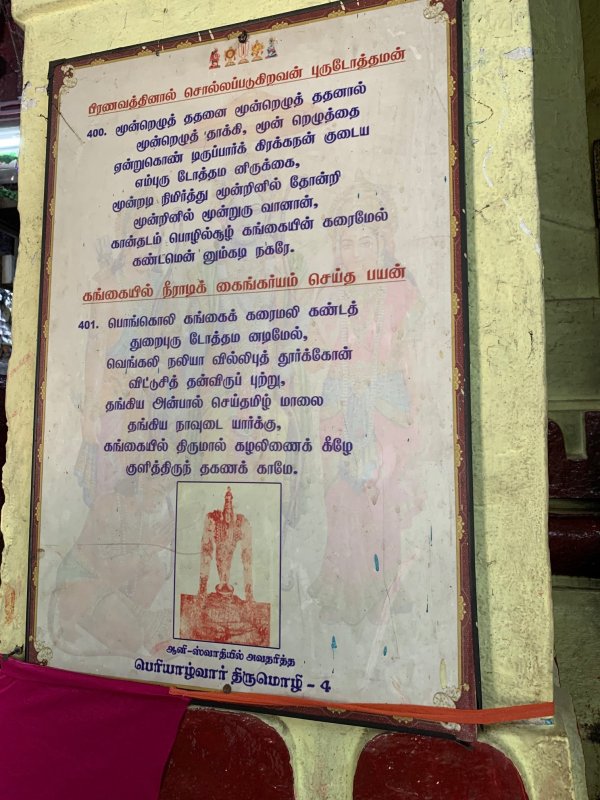 பிரணவத்தினால் சொல்லப்படுகிறவன் புருடோத்தமன்
400. மூன்றெழுத் ததனை மூன்றெழுத் ததனால்
மூன்றெழுத் தாக்கி, மூன் றெழுத்தை
ஏன்றுகொண் டிருப்பார்க் கிரக்கநன் குடைய
எம்புரு டோத்தம னிருக்கை,
மூன்றடி நிமிர்த்து மூன்றினில் தோன்றி
மூன்றினில் மூன்றுரு வானான்,
கான்தடம் பொழில்சூழ் கங்கையின் கரைமேல்
கண்டமென் னும்கடி நகரே.
கங்கையில் நீராடிக் கைங்கர்யம் செய்த பயன்
401. பொங்கொலி கங்கைக் கரைமலி கண்டத்
துறைபுரு டோத்தம னடிமேல்,
வெங்கலி நலியா வில்லிபுத் தூர்க்கோன்
விட்டுசித் தன்விருப் புற்று,
தங்கிய அன்பால் செய்தமிழ் மாலை
தங்கிய நாவுடை யார்க்கு,
கங்கையில் திருமால் கழலிணைக் கீழே
குளித்திருந் தகணக் காமே.
ஆனி-ஸ்வாதியில் அவதரித்த
பெரியாழ்வார் திருமொழி - 4